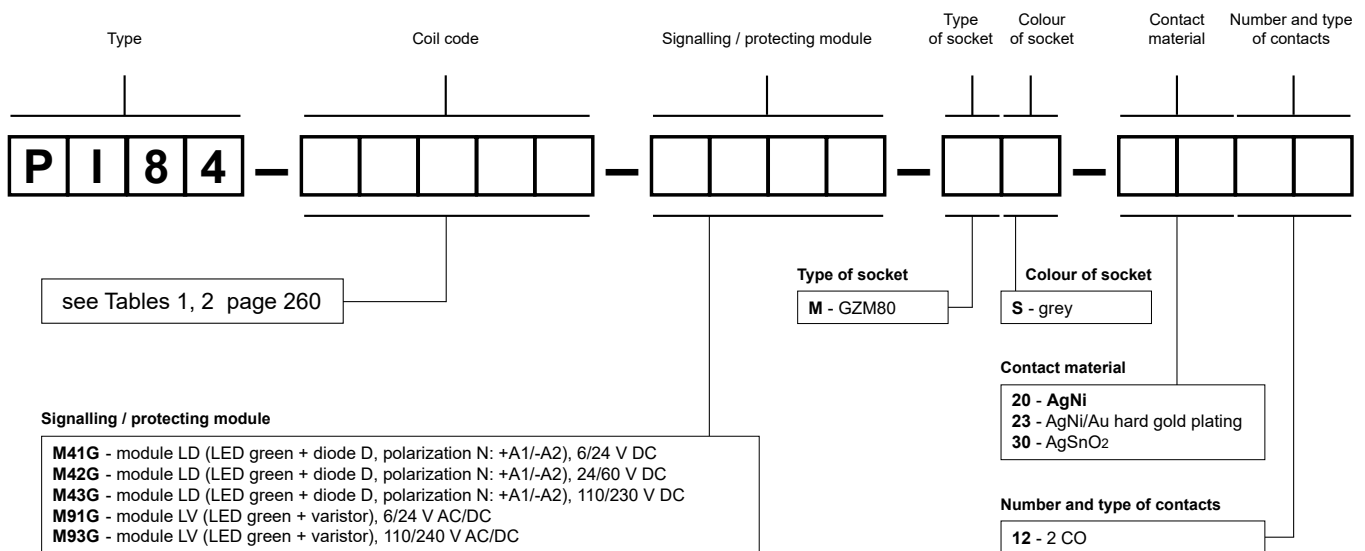 Type
Coil code
Signalling / protecting module
Type
of socket
Colour
of socket
Contact
material
Number and type
of contacts
P I 8 4 – – – –
see Tables 1, 2 page 260
Type of socket
M - GZM80
Colour of socket
S - grey
Contact material
20 - AgNi
23 - AgNi/Au hard gold plating
30 - AgSnO2
Signalling / protecting module
M41G - module LD (LED green + diode D, polarization N: +A1/-A2), 6/24 V DC
M42G - module LD (LED green + diode D, polarization N: +A1/-A2), 24/60 V DC
M43G - module LD (LED green + diode D, polarization N: +A1/-A2), 110/230 V DC
M91G - module LV (LED green + varistor), 6/24 V AC/DC
M93G - module LV (LED green + varistor), 110/240 V AC/DC
Number and type of contacts
12 - 2 CO